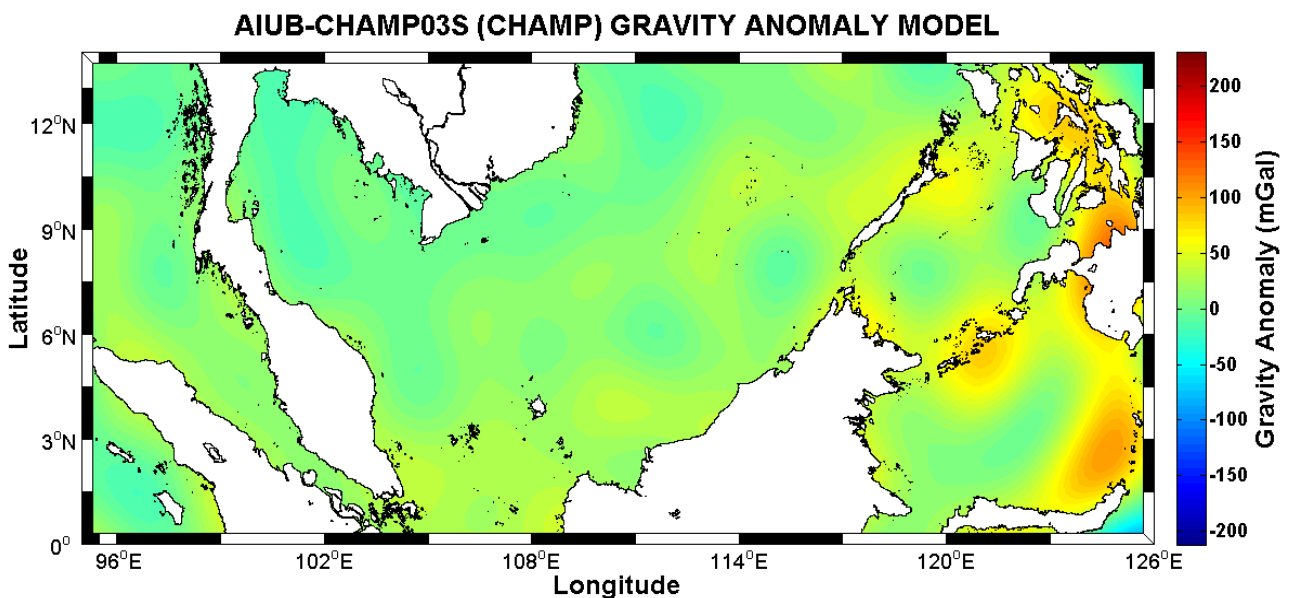 AIUB-CHAMP03S (CHAMP) GRAVITY ANOMALY MODEL
12°N
9°N
6°N
3°N
0°
Latitude
96°E 102°E 108°E 114°E 120°E 126°E
Longitude
200
150
100
50
0
-50
-100
-150
-200
Gravity Anomaly (mGal)